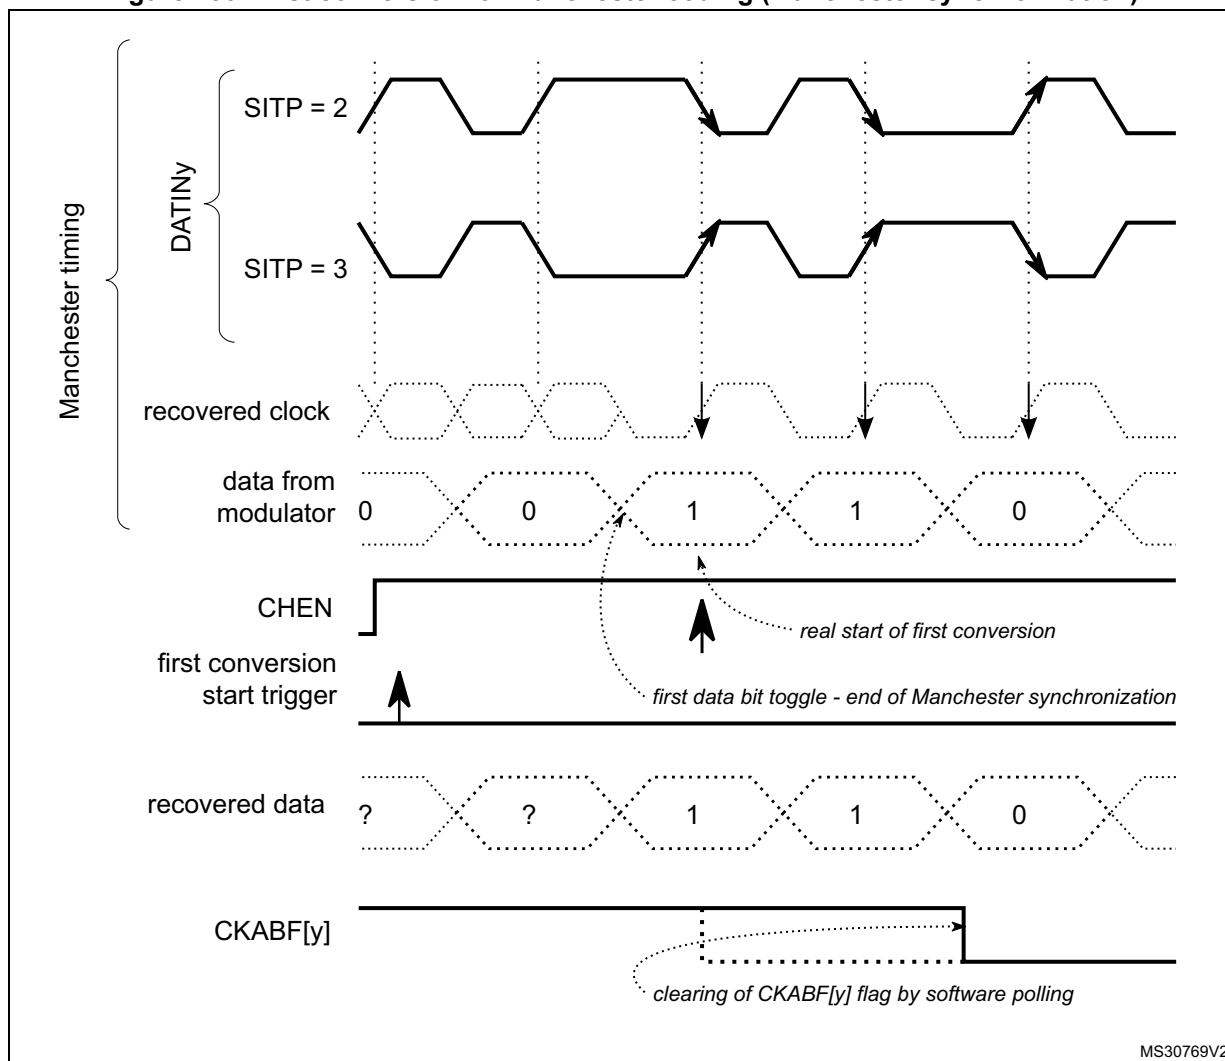 Manchester timing
DATINy
SITP = 2
SITP = 3
recovered clock
data from
modulator
0 0 1 1 0
CHEN
real start of first conversion
first conversion
start trigger
first data bit toggle - end of Manchester synchronization
recovered data
? ? 1 1 0
CKABF[y]
clearing of CKABF[y] flag by software polling
MS30769V2